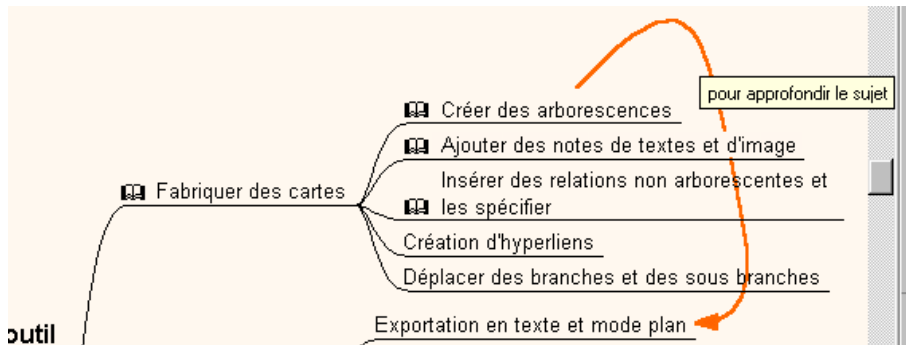 pour approfondir le sujet
Créer des arborescences
Ajouter des notes de textes et d'image
Insérer des relations non arborescentes et
les spécifier
Fabriquer des cartes
Création d'hyperliens
Déplacer des branches et des sous branches
Exportation en texte et mode plan